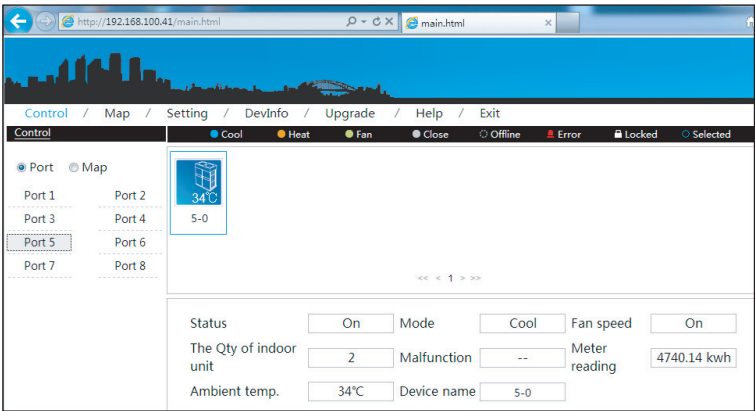 http://192.168.100.41/main.html
main.html
Control / Map / Setting / DevInfo / Upgrade / Help / Exit
Control
Cool Heat Fan Close Offline Error Locked Selected
Port Map
Port 1 Port 2
Port 3 Port 4
Port 5 Port 6
Port 7 Port 8
34℃
5-0
<< < 1 > >>
Status On Mode Cool Fan speed On
The Qty of indoor unit 2 Malfunction -- Meter reading 4740.14 kwh
Ambient temp. 34℃ Device name 5-0